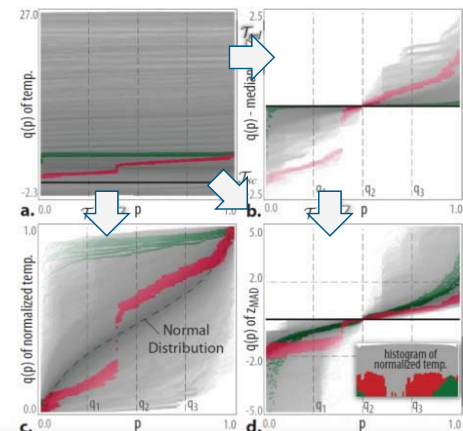 27.0
q(p) of temp.
-2.3
a.
0.0
p
1.0
2.5
q(p) - median
q₂
q₃
b.
p
1.0
1.0
q(p) of normalized temp.
0.0
Normal
Distribution
q₁
q₂
q₃
c.
0.0
p
1.0
5.0
q(p) of zMAD
2.0
-2.0
-5.0
histogram of
normalized temp.
q₁
q₂
q₃
d.
0.0
p
1.0